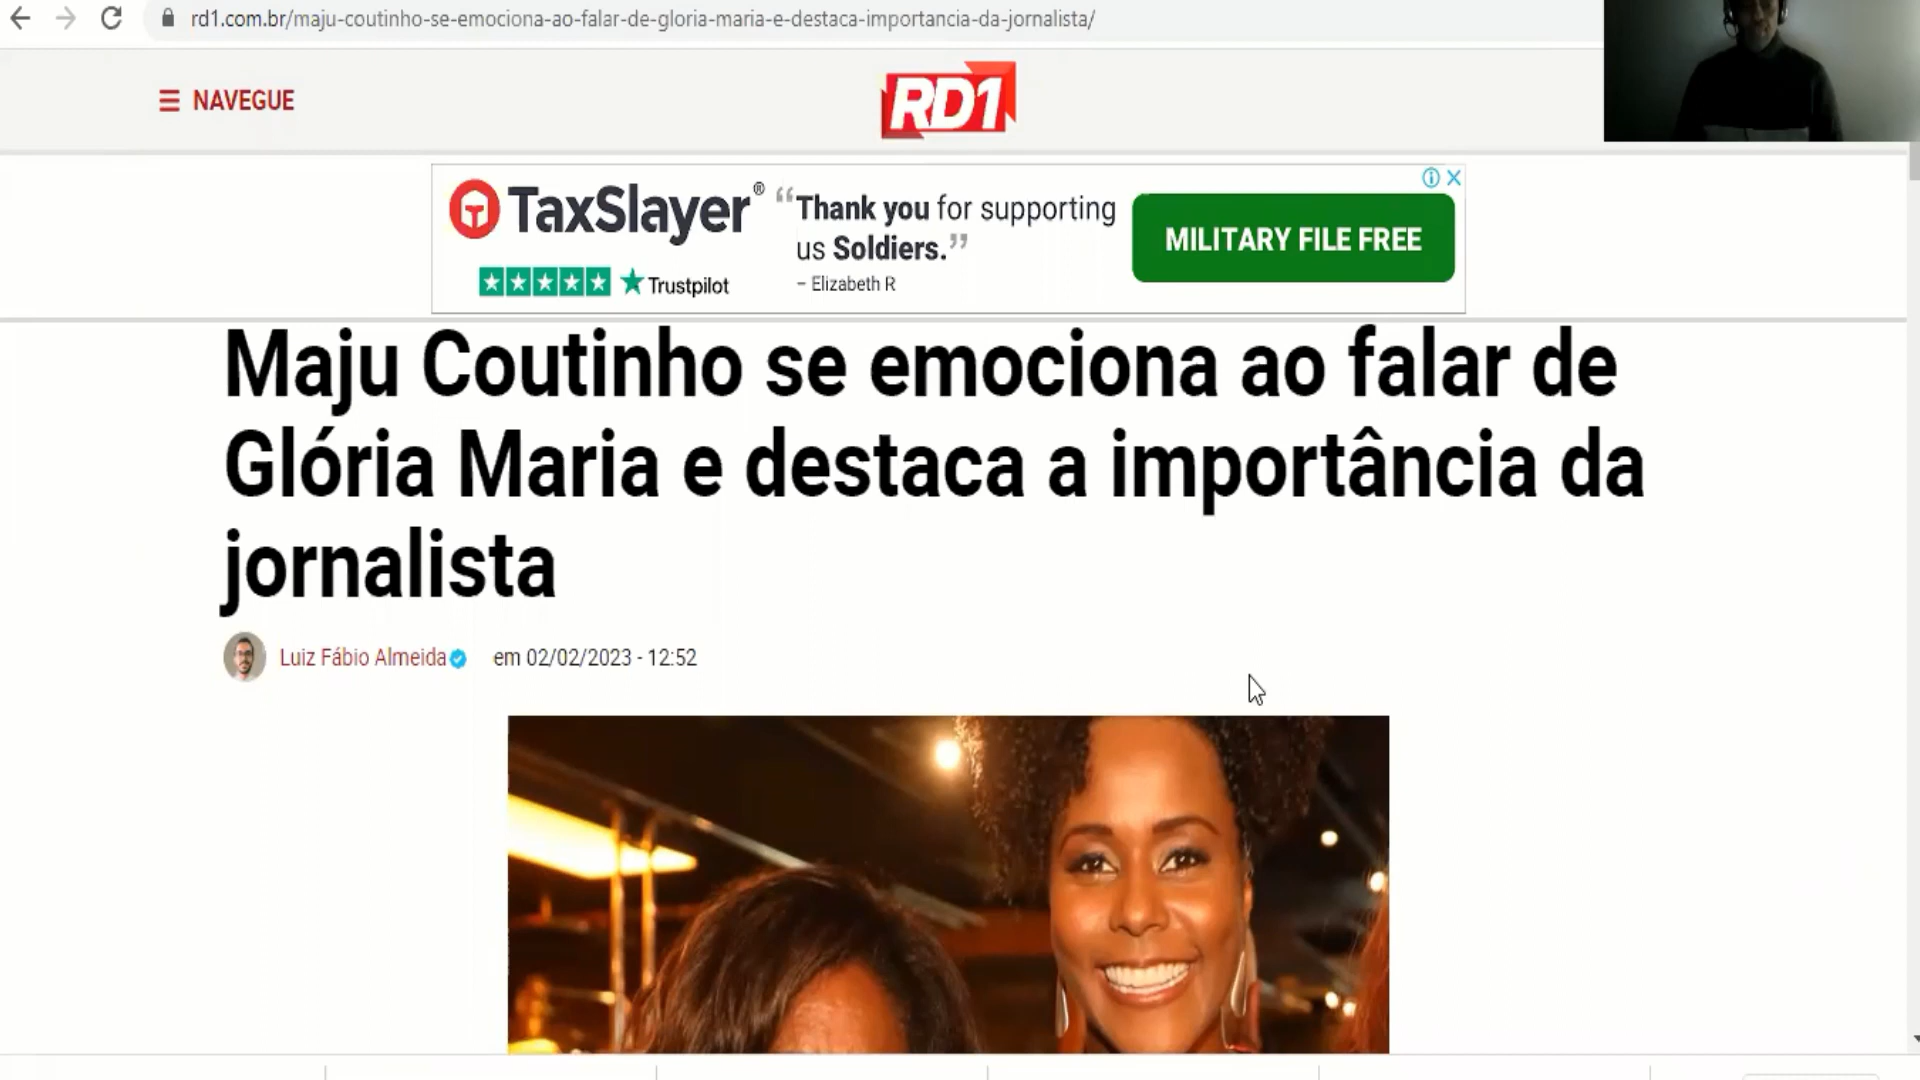 rd1.com.br/maju-coutinho-se-emociona-ao-falar-de-gloria-maria-e-destaca-importancia-da-jornalista/
NAVEGUE
RD1
TaxSlayer®
Trustpilot
“Thank you for supporting
us Soldiers.”
– Elizabeth R
MILITARY FILE FREE
Maju Coutinho se emociona ao falar de
Glória Maria e destaca a importância da
jornalista
Luiz Fábio Almeida em 02/02/2023 - 12:52